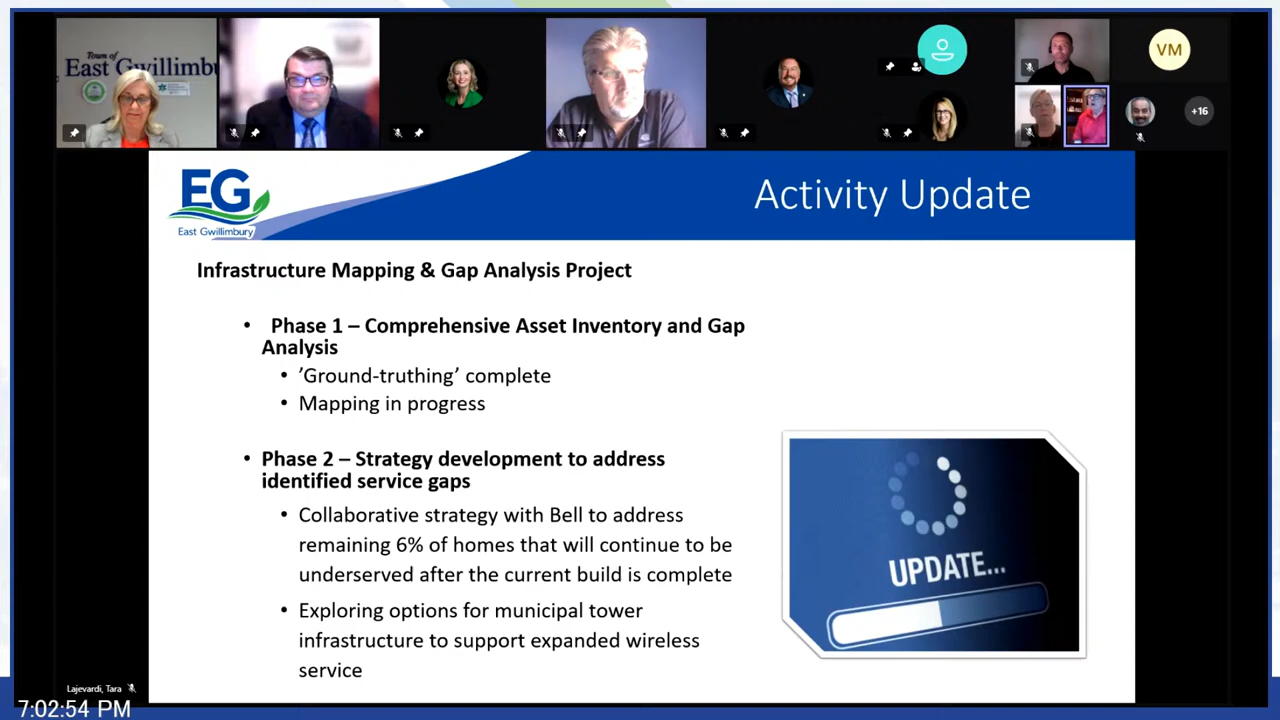 Town of
East Gwillimbu
VM
+16
EG
East Gwillimbury
Activity Update
Infrastructure Mapping & Gap Analysis Project
• Phase 1 – Comprehensive Asset Inventory and Gap
Analysis
• ’Ground-truthing’ complete
• Mapping in progress
• Phase 2 – Strategy development to address
identified service gaps
• Collaborative strategy with Bell to address
remaining 6% of homes that will continue to be
underserved after the current build is complete
• Exploring options for municipal tower
infrastructure to support expanded wireless
service
UPDATE...
Lajevardi, Tara
7:02:54 PM